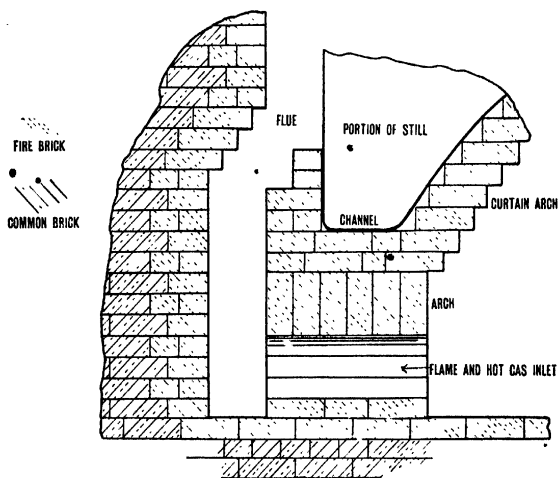 FLUE
PORTION OF STILL
FIRE BRICK
COMMON BRICK
CURTAIN ARCH
CHANNEL
ARCH
FLAME AND HOT GAS INLET